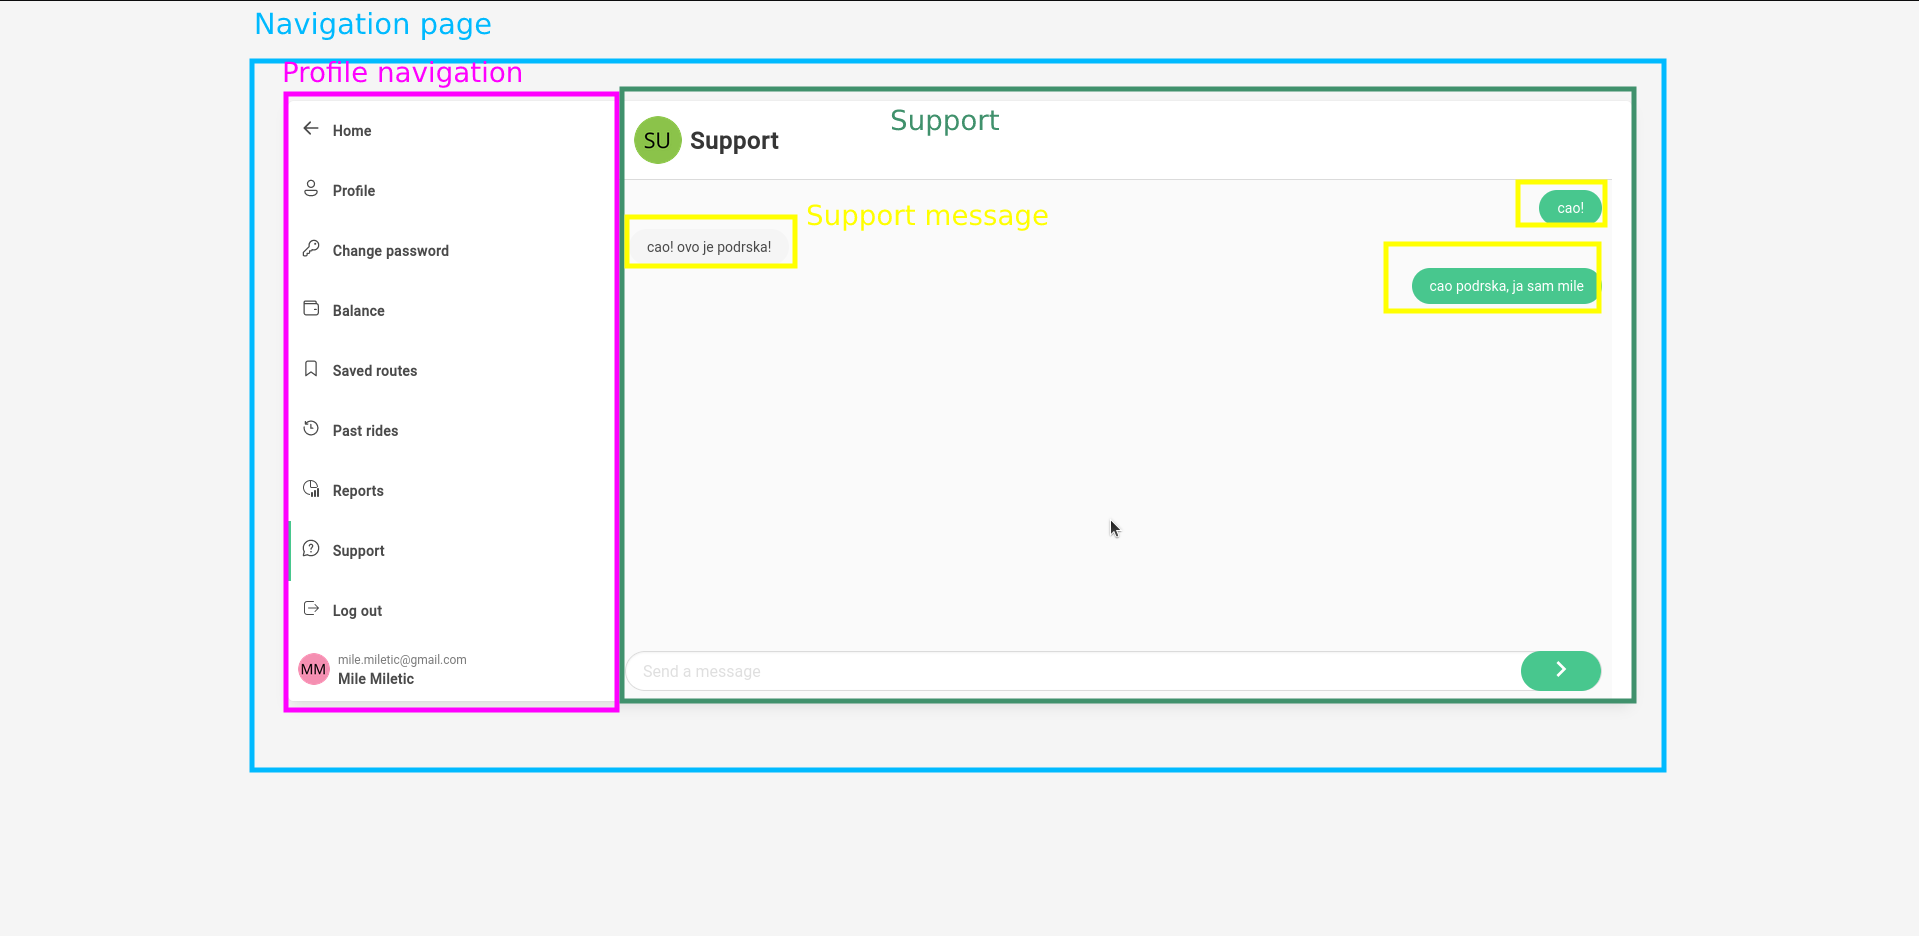 Navigation page
Profile navigation
Home
Profile
Change password
Balance
Saved routes
Past rides
Reports
Support
Log out
MM
mile.miletic@gmail.com
Mile Miletic
Support
SU Support
cao!
Support message
cao! ovo je podrska!
cao podrska, ja sam mile
Send a message